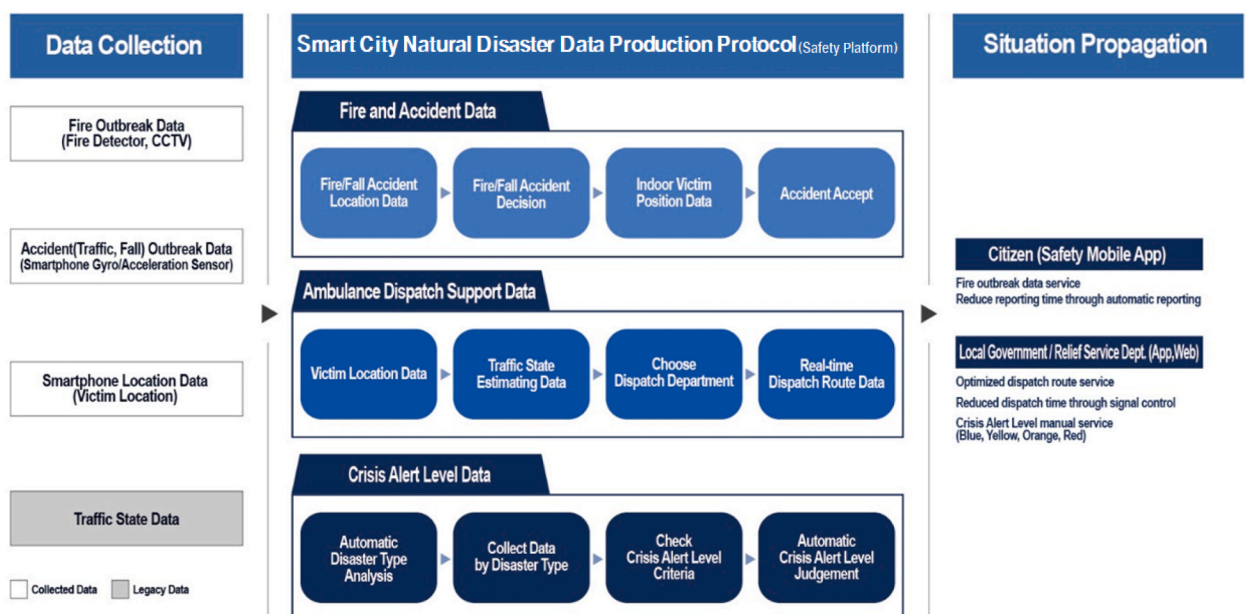 Data Collection
Fire Outbreak Data
(Fire Detector, CCTV)
Accident(Traffic, Fall) Outbreak Data
(Smartphone Gyro/Acceleration Sensor)
Smartphone Location Data
(Victim Location)
Traffic State Data
Collected Data
Legacy Data
Smart City Natural Disaster Data Production Protocol (Safety Platform)
Fire and Accident Data
Fire/Fall Accident
Location Data
Fire/Fall Accident
Decision
Indoor Victim
Position Data
Accident Accept
Ambulance Dispatch Support Data
Victim Location Data
Traffic State
Estimating Data
Choose
Dispatch Department
Real-time
Dispatch Route Data
Crisis Alert Level Data
Automatic
Disaster Type
Analysis
Collect Data
by Disaster Type
Check
Crisis Alert Level
Criteria
Automatic
Crisis Alert Level
Judgement
Situation Propagation
Citizen (Safety Mobile App)
Fire outbreak data service
Reduce reporting time through automatic reporting
Local Government / Relief Service Dept. (App,Web)
Optimized dispatch route service
Reduced dispatch time through signal control
Crisis Alert Level manual service
(Blue, Yellow, Orange, Red)